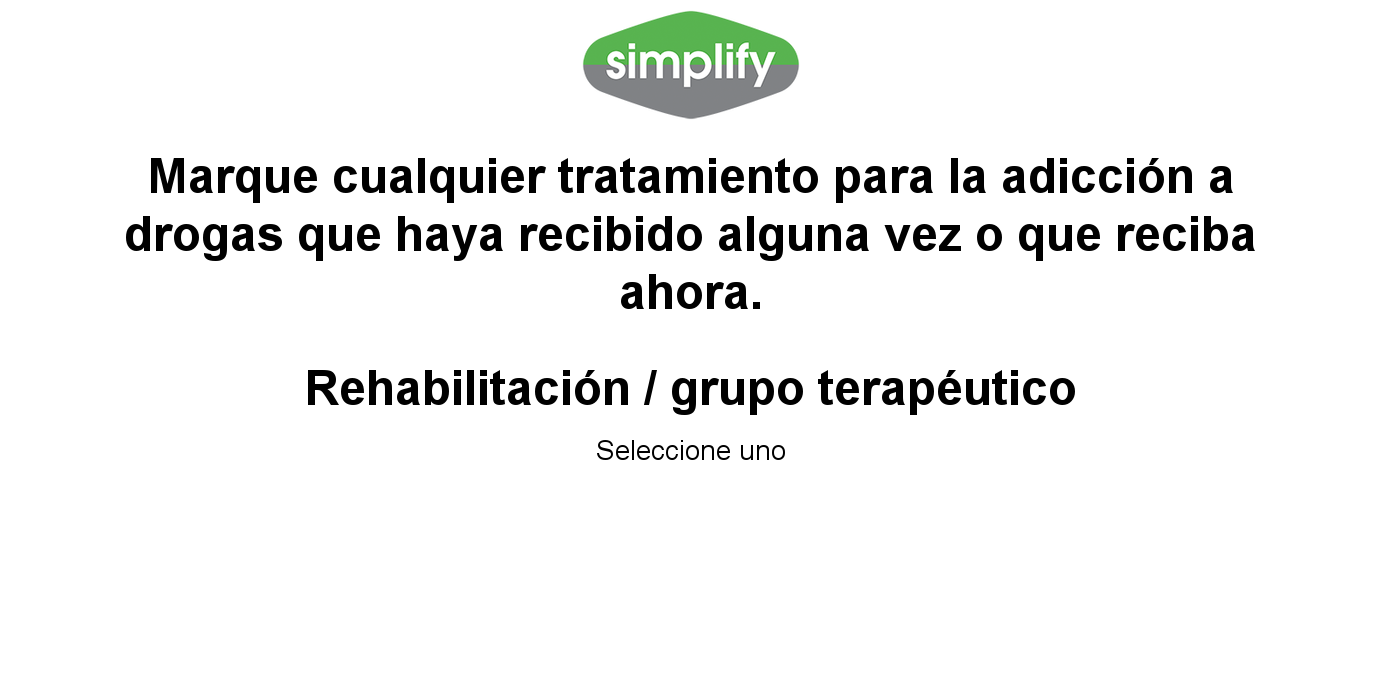 simplify
Marque cualquier tratamiento para la adicción a
drogas que haya recibido alguna vez o que reciba
ahora.
Rehabilitación / grupo terapéutico
Seleccione uno